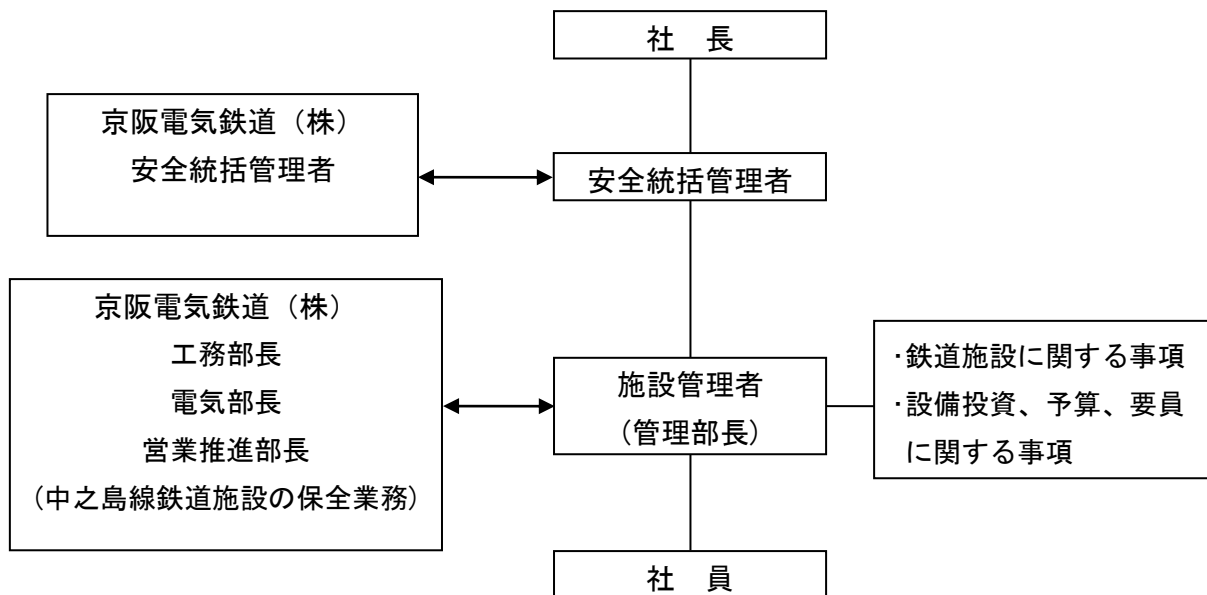 社　長
京阪電気鉄道（株）
安全統括管理者
安全統括管理者
京阪電気鉄道（株）
工務部長
電気部長
営業推進部長
（中之島線鉄道施設の保全業務）
施設管理者
（管理部長）
・鉄道施設に関する事項
・設備投資、予算、要員
に関する事項
社　員